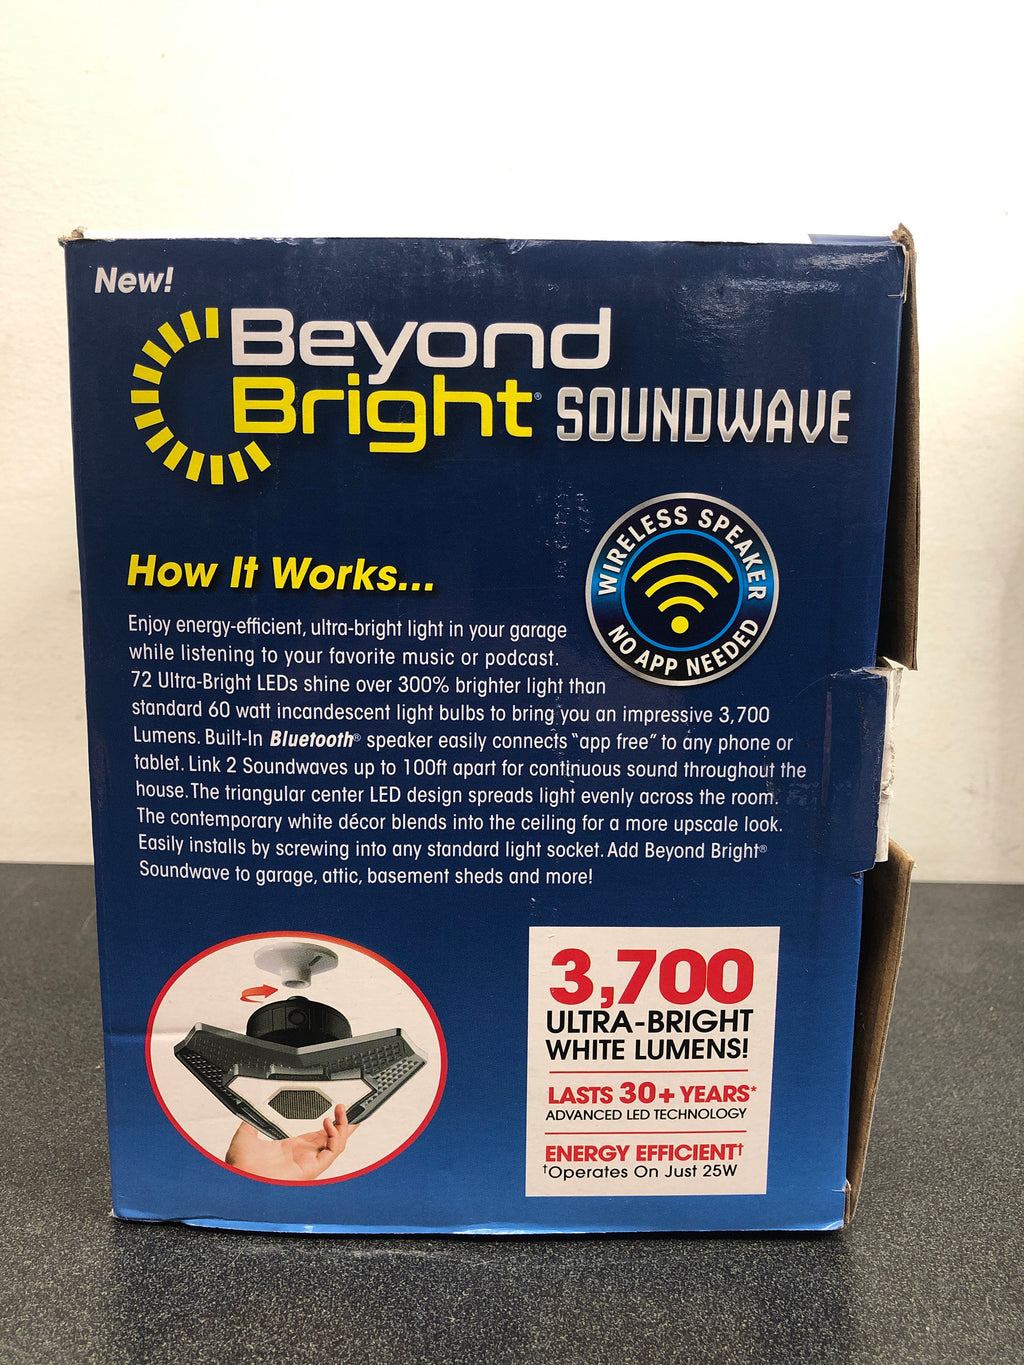 New!
Beyond
Bright® SOUNDWAVE
WIRELESS SPEAKER
NO APP NEEDED
How It Works...
Enjoy energy-efficient, ultra-bright light in your garage
while listening to your favorite music or podcast.
72 Ultra-Bright LEDs shine over 300% brighter light than
standard 60 watt incandescent light bulbs to bring you an impressive 3,700
Lumens. Built-In Bluetooth® speaker easily connects "app free" to any phone or
tablet. Link 2 Soundwaves up to 100ft apart for continuous sound throughout the
house. The triangular center LED design spreads light evenly across the room.
The contemporary white décor blends into the ceiling for a more upscale look.
Easily installs by screwing into any standard light socket. Add Beyond Bright®
Soundwave to garage, attic, basement sheds and more!
3,700
ULTRA-BRIGHT
WHITE LUMENS!
LASTS 30+ YEARS*
ADVANCED LED TECHNOLOGY
ENERGY EFFICIENT†
†Operates On Just 25W